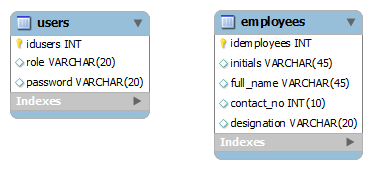 users
idusers INT
role VARCHAR(20)
password VARCHAR(20)
Indexes
employees
idemployees INT
initials VARCHAR(45)
full_name VARCHAR(45)
contact_no INT(10)
designation VARCHAR(20)
Indexes